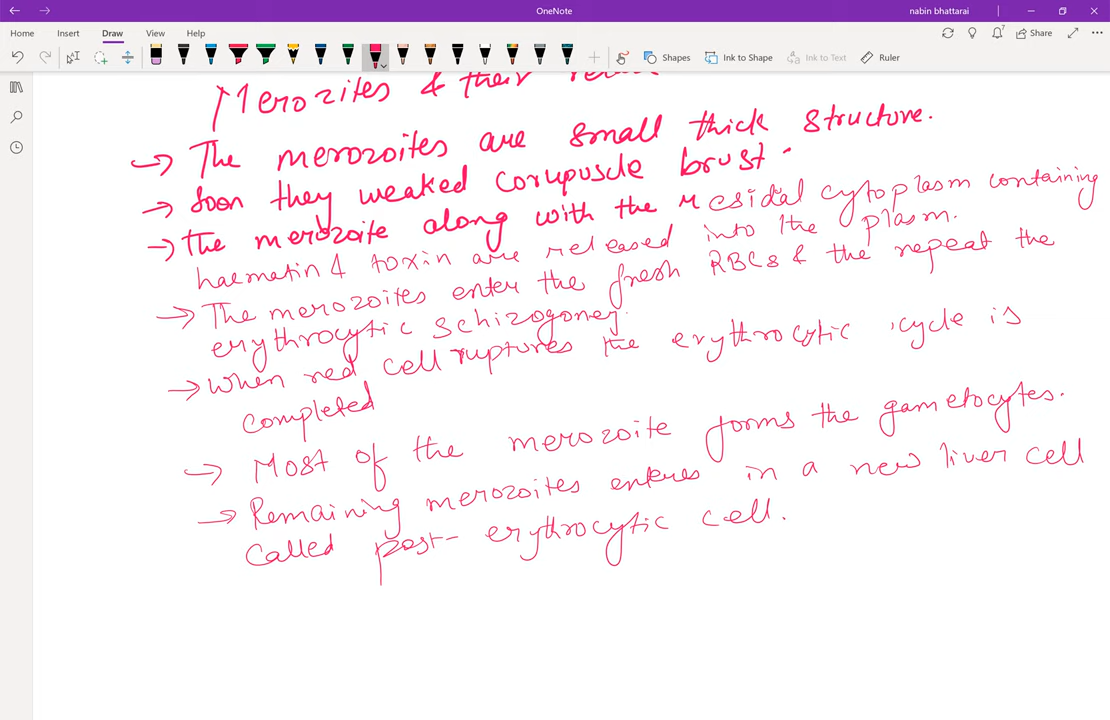 OneNote
nabin bhattarai
Home Insert Draw View Help
Share
Shapes Ink to Shape Ink to Text Ruler
Merozites & their
→ The merozoites are small thick structure.
→ Soon they weaked corupuscle brust.
→ The merozoite along with the rcsidal cytoplasm containing
haematin & toxin are released into the plasm.
→ The merozoites enter the fresh RBCs & the repeat the
erythrocytic schizogoney.
→ When red cell ruptures the erythrocytic cycle is
completed
→ Most of the merozoite forms the gametocytes.
→ Remaining merozoites enteres in a new liver cell
called post- erythrocytic cell.